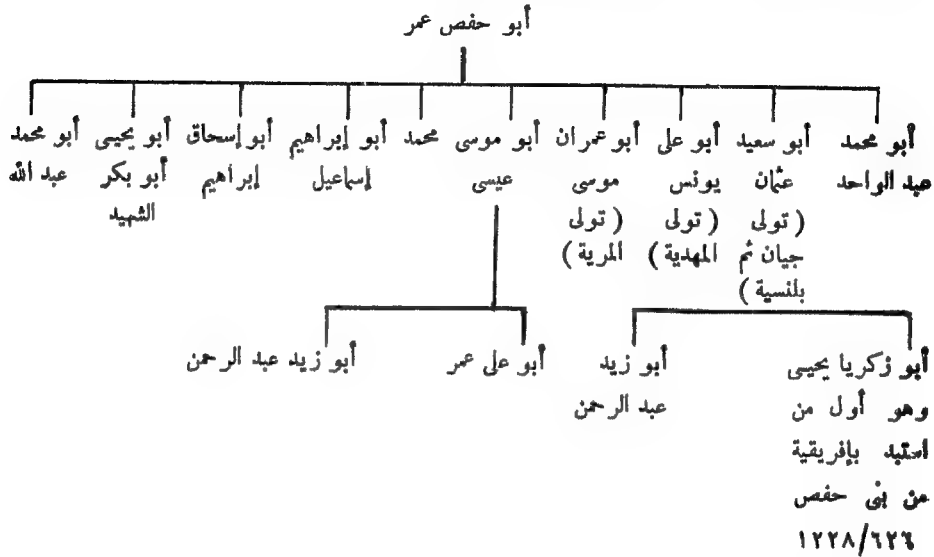 أبو حفص عمر
أبو محمد عبد الواحد
أبو سعيد عثمان ( تولى جيان ثم بلنسية )
أبو على يونس ( تولى المهدية )
أبو عمران موسى ( تولى المرية )
أبو موسى عيسى
محمد
أبو إبراهيم إسماعيل
أبو إسحاق إبراهيم
أبو يحيى أبو بكر الشهيد
أبو محمد عبد الله
أبو زكريا يحيى
وهو أول من
استبد بإفريقية
من بنى حفص
٦٢٦/١٢٢٨
أبو زيد
عبد الرحمن
أبو على عمر
أبو زيد عبد الرحمن